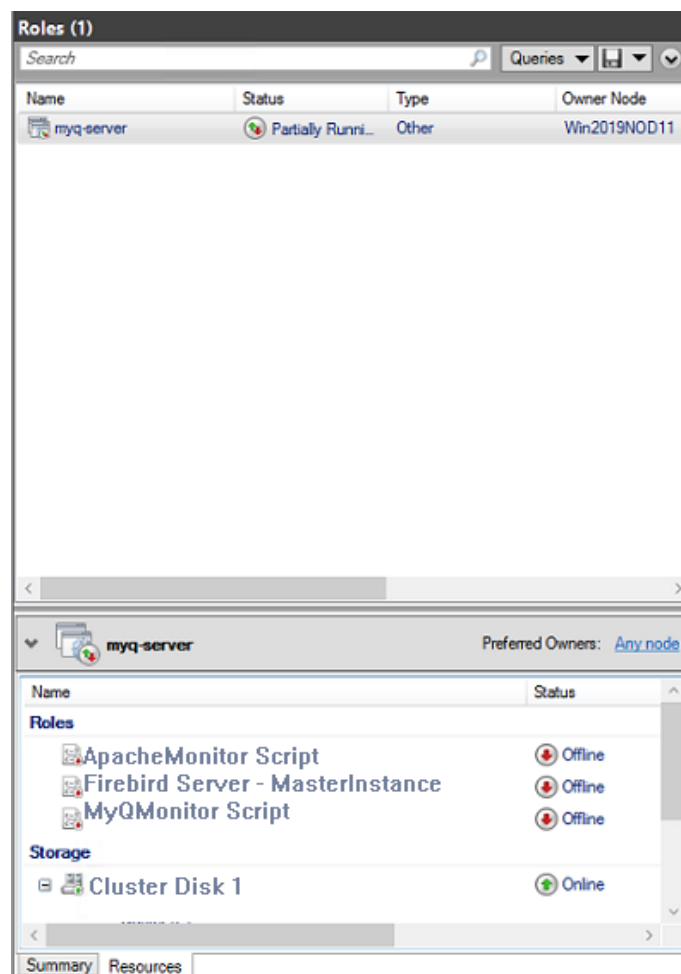 Roles (1)
Search Queries
Name Status Type Owner Node
myq-server Partially Runni... Other Win2019NOD11
myq-server Preferred Owners: Any node
Name Status
Roles
ApacheMonitor Script Offline
Firebird Server - MasterInstance Offline
MyQMonitor Script Offline
Storage
Cluster Disk 1 Online
Summary Resources